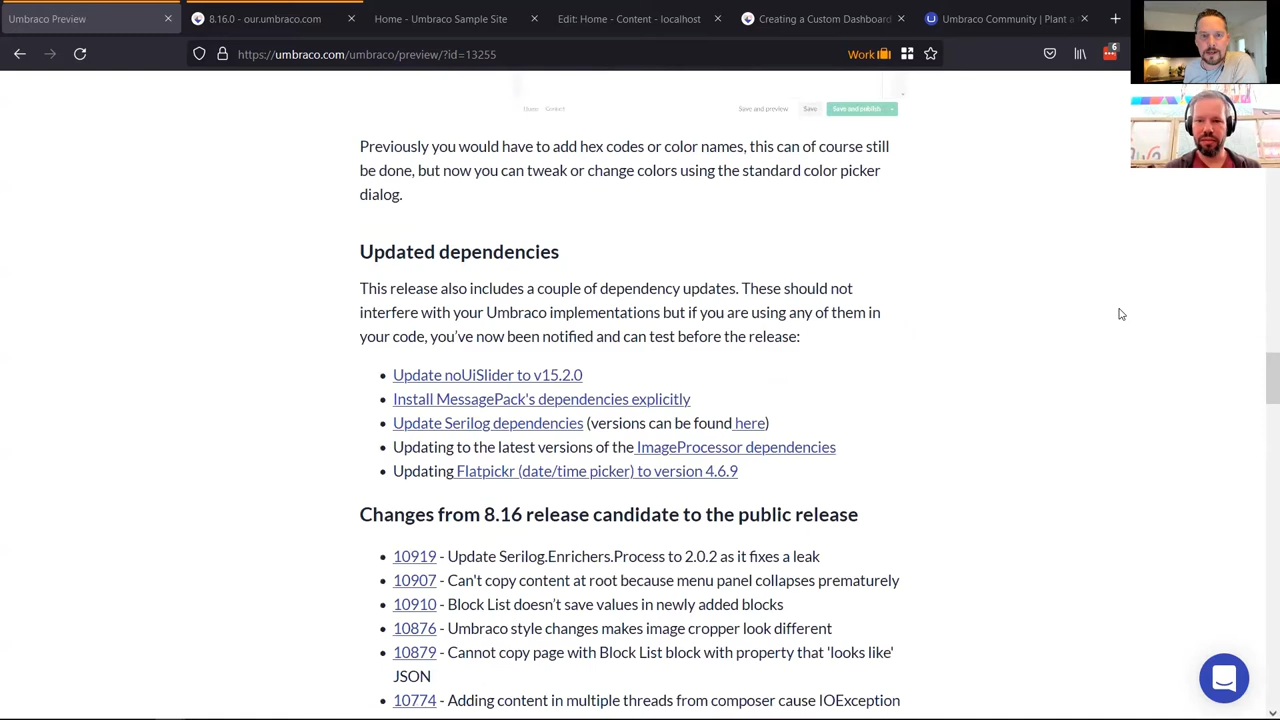 Umbraco Preview
8.16.0 - our.umbraco.com
Home - Umbraco Sample Site
Edit: Home - Content - localhost
Creating a Custom Dashboard
Umbraco Community | Plant a
https://umbraco.com/umbraco/preview/?id=13255
Work
6
Home Contact Save and preview Save Save and publish
Previously you would have to add hex codes or color names, this can of course still
be done, but now you can tweak or change colors using the standard color picker
dialog.
Updated dependencies
This release also includes a couple of dependency updates. These should not
interfere with your Umbraco implementations but if you are using any of them in
your code, you've now been notified and can test before the release:
• Update noUiSlider to v15.2.0
• Install MessagePack's dependencies explicitly
• Update Serilog dependencies (versions can be found here)
• Updating to the latest versions of the ImageProcessor dependencies
• Updating Flatpickr (date/time picker) to version 4.6.9
Changes from 8.16 release candidate to the public release
• 10919 - Update Serilog.Enrichers.Process to 2.0.2 as it fixes a leak
• 10907 - Can't copy content at root because menu panel collapses prematurely
• 10910 - Block List doesn't save values in newly added blocks
• 10876 - Umbraco style changes makes image cropper look different
• 10879 - Cannot copy page with Block List block with property that 'looks like'
JSON
• 10774 - Adding content in multiple threads from composer cause IOException